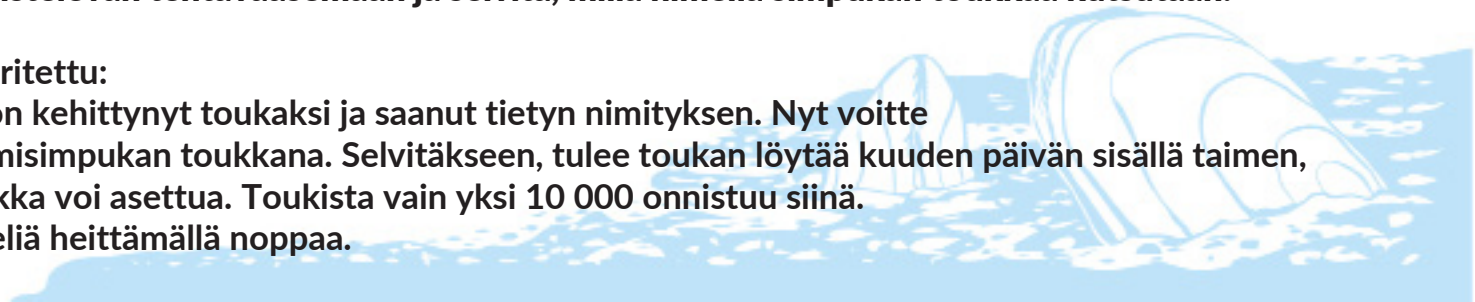 ritettu:
on kehittynyt toukaksi ja saanut tietyn nimityksen. Nyt voitte
misimpukan toukkana. Selvitäkseen, tulee toukan löytää kuuden päivän sisällä taimen,
kka voi asettua. Toukista vain yksi 10 000 onnistuu siinä.
eliä heittämällä noppaa.